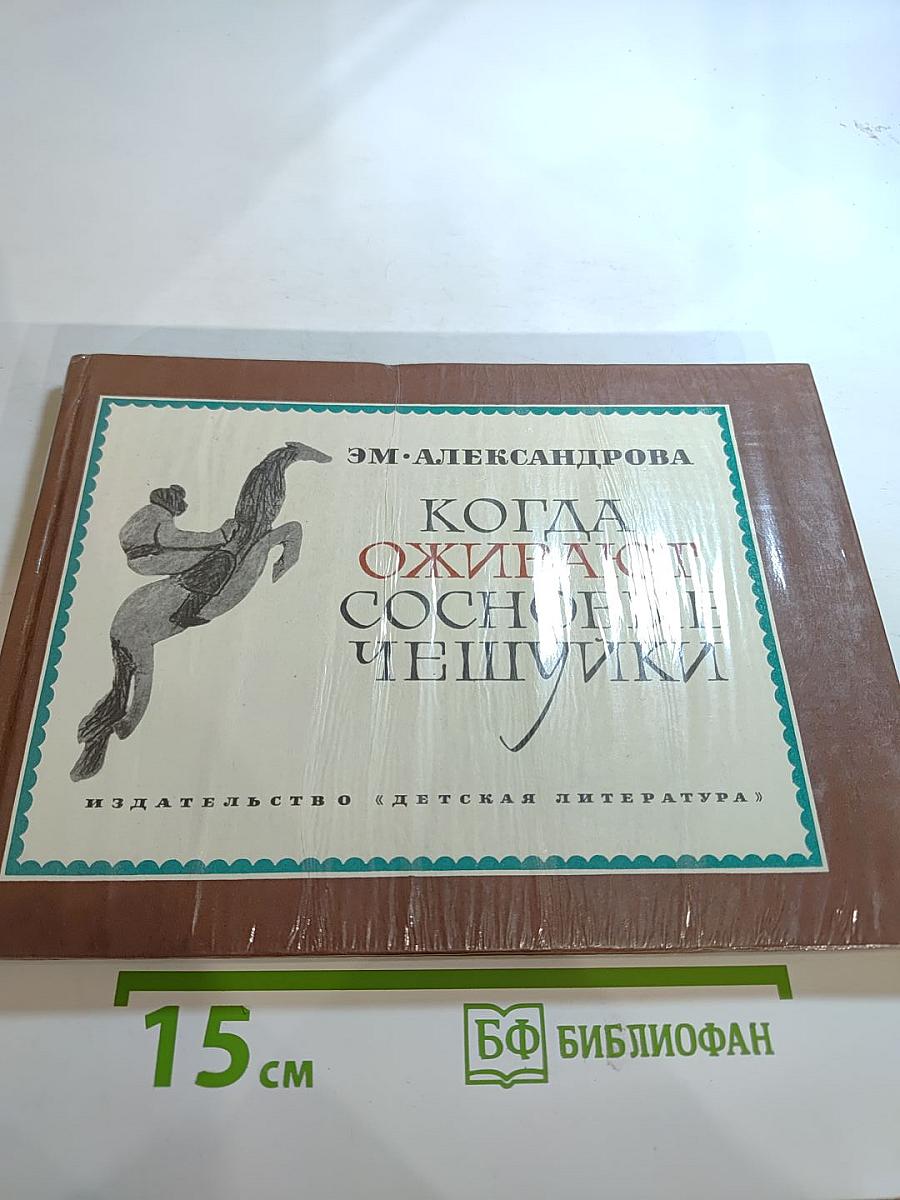 ЭМ·АЛЕКСАНДРОВА
КОГДА
ОЖИВАЮТ
СОСНОВЫЕ
ЧЕШУЙКИ
ИЗДАТЕЛЬСТВО «ДЕТСКАЯ ЛИТЕРАТУРА»
15 см
БФ БИБЛИОФАН